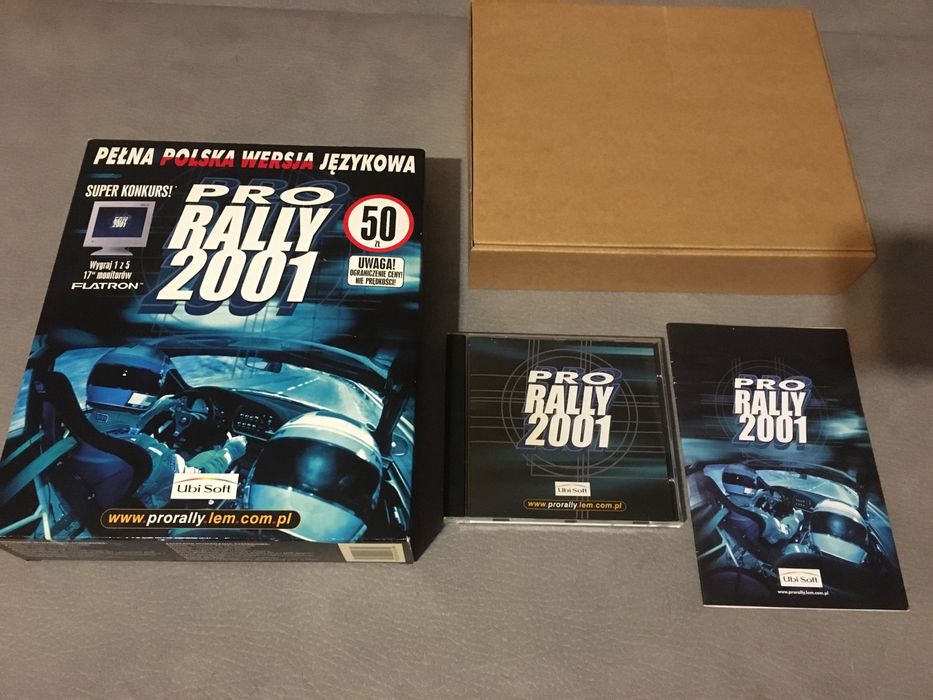 PEŁNA POLSKA WERSJA JĘZYKOWA
SUPER KONKURS!
Wygraj 1 z 5
17" monitorów
FLATRON™
PRO
RALLY
2001
50
ZŁ
UWAGA!
OGRANICZENIE CENY!
NIE PRĘDKOŚCI!
Ubi Soft
www.prorally.lem.com.pl
PRO
RALLY
2001
Ubi Soft
www.prorally.lem.com.pl
PRO
RALLY
2001
Ubi Soft
www.prorally.lem.com.pl